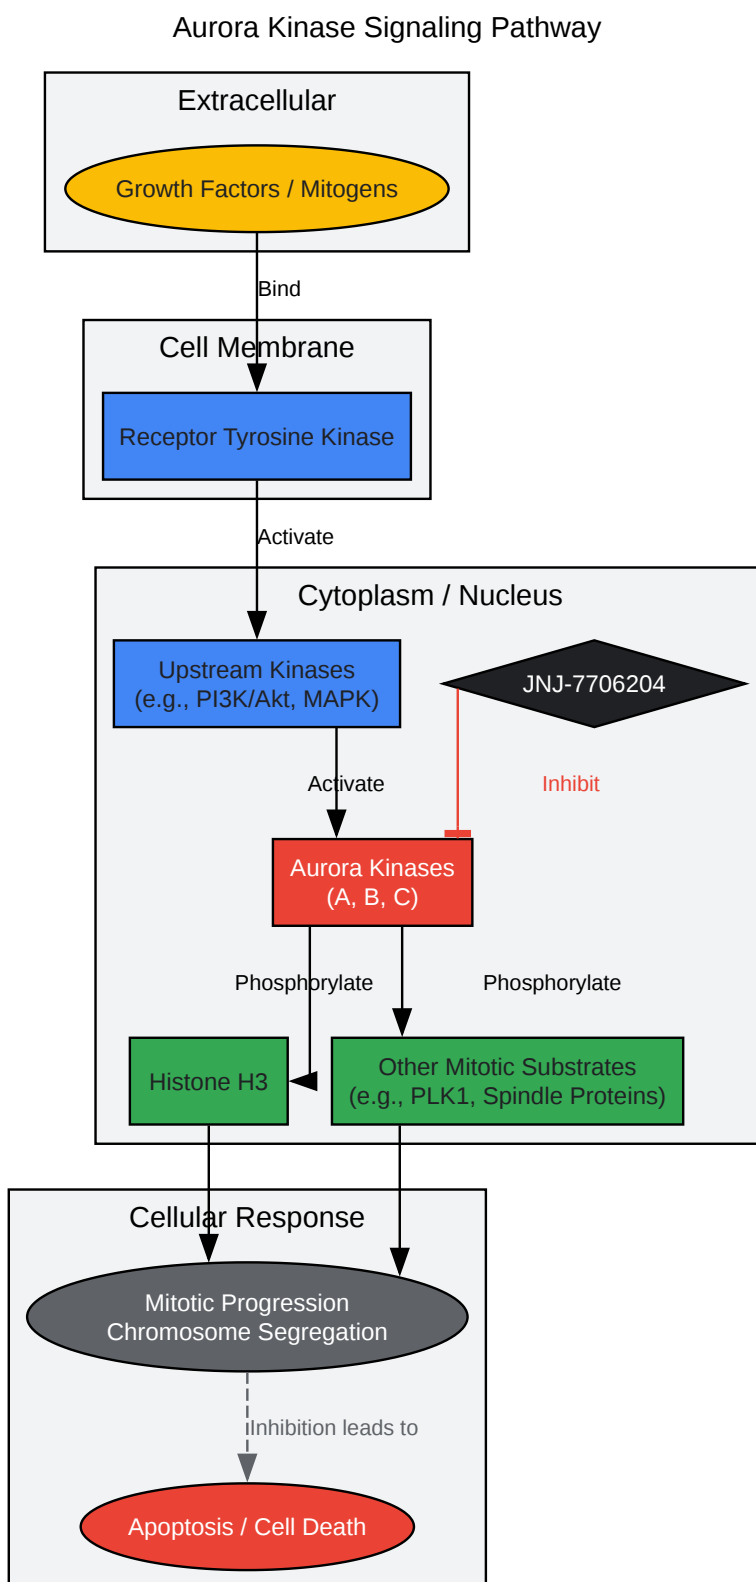 Aurora Kinase Signaling Pathway
Extracellular
Growth Factors / Mitogens
Bind
Cell Membrane
Receptor Tyrosine Kinase
Activate
Cytoplasm / Nucleus
Upstream Kinases
(e.g., PI3K/Akt, MAPK)
JNJ-7706204
Activate
Inhibit
Aurora Kinases
(A, B, C)
Phosphorylate
Phosphorylate
Histone H3
Other Mitotic Substrates
(e.g., PLK1, Spindle Proteins)
Cellular Response
Mitotic Progression
Chromosome Segregation
Inhibition leads to
Apoptosis / Cell Death